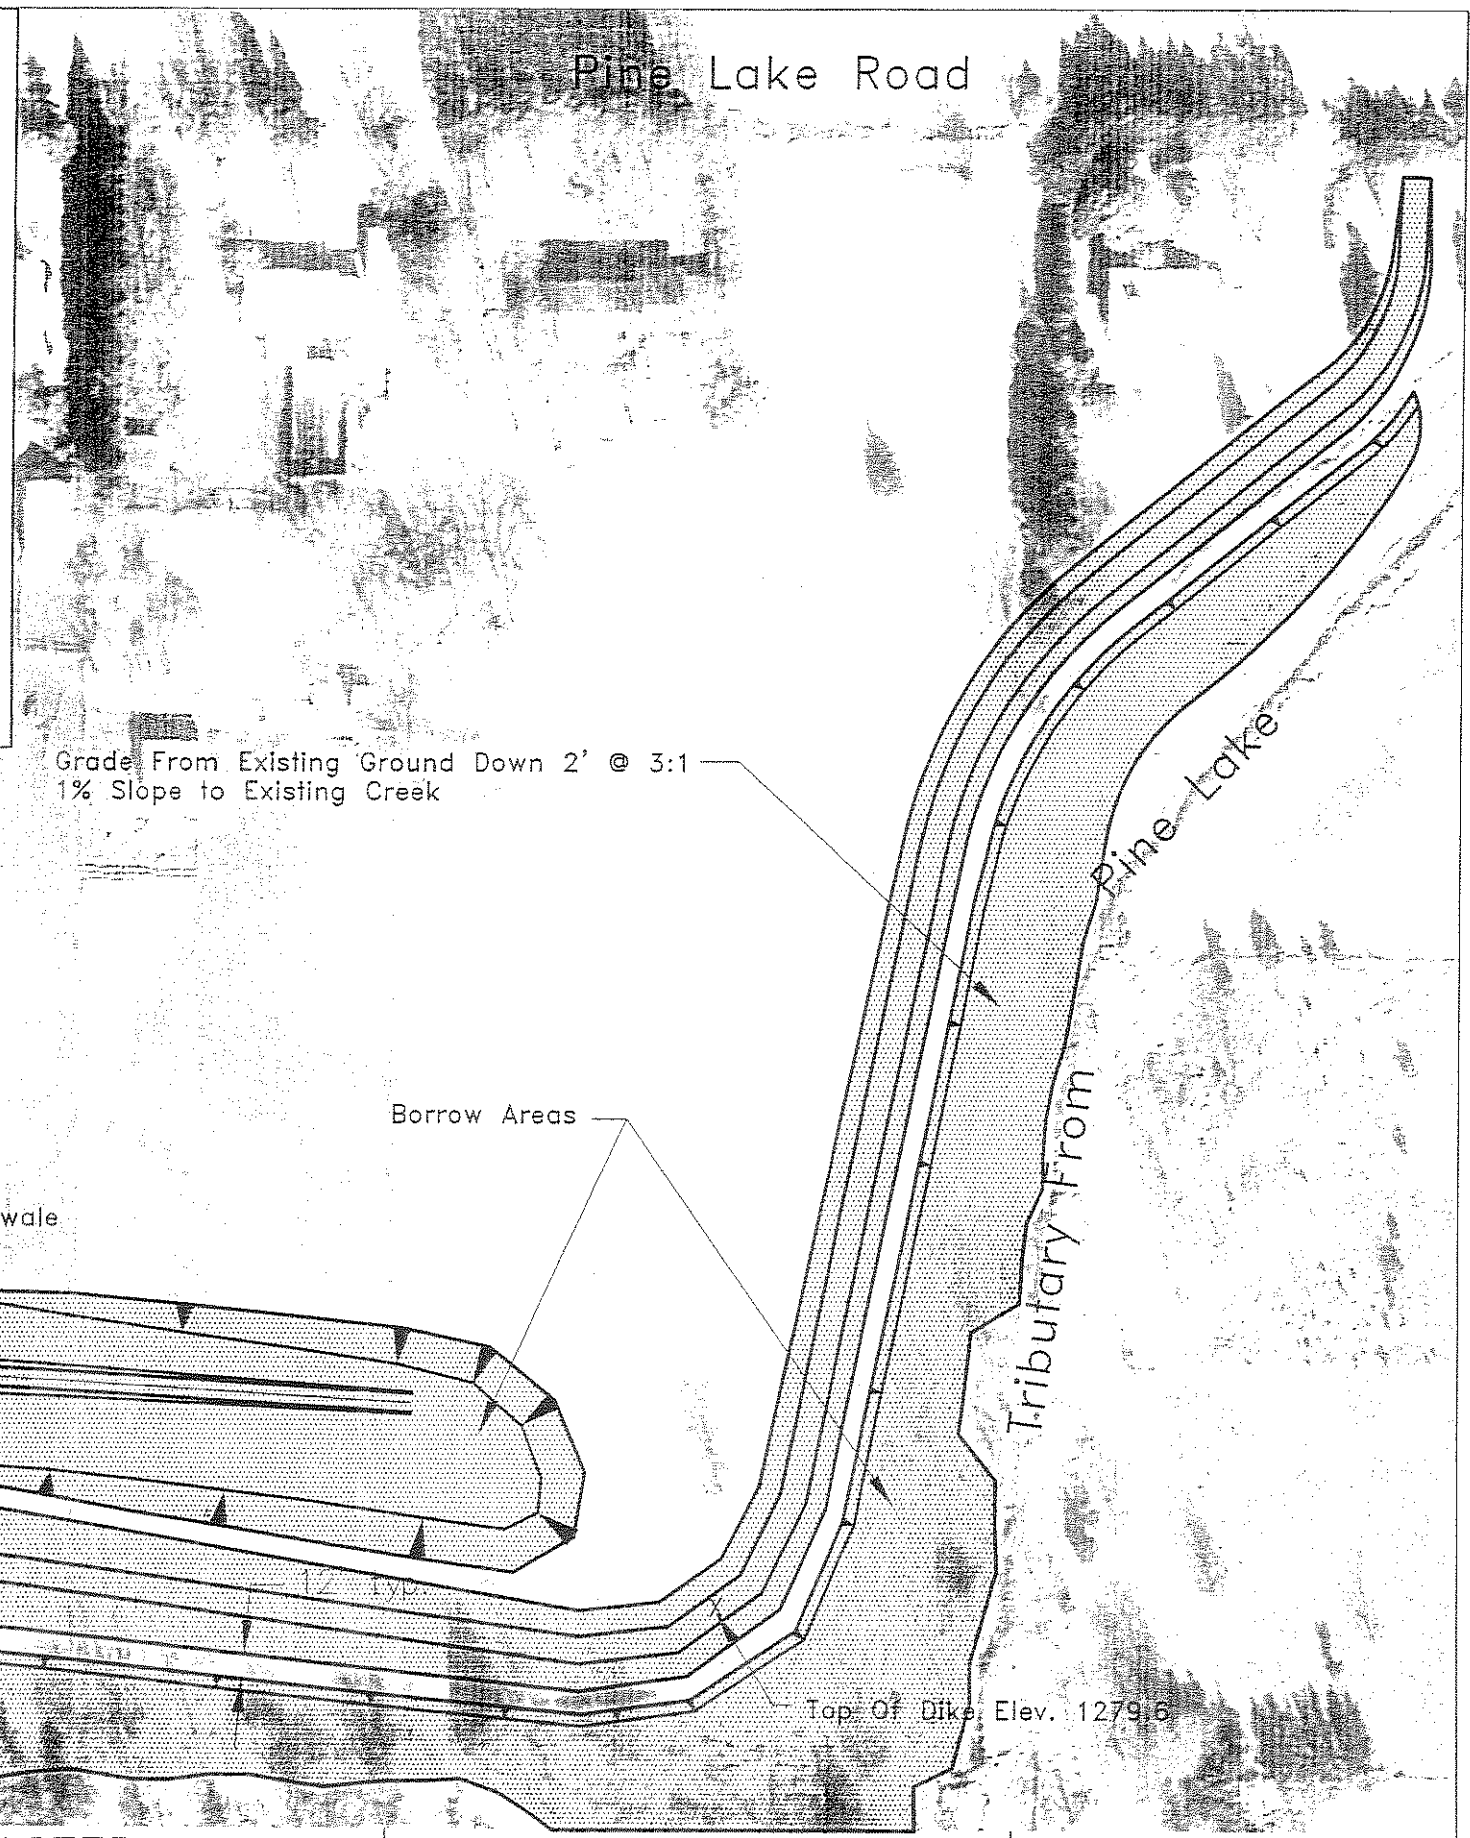 Pine Lake Road
Grade From Existing Ground Down 2' @ 3:1
1% Slope to Existing Creek
Pine Lake
Borrow Areas
Tributary From
wale
12' typ.
Top Of Dike Elev. 1279.6